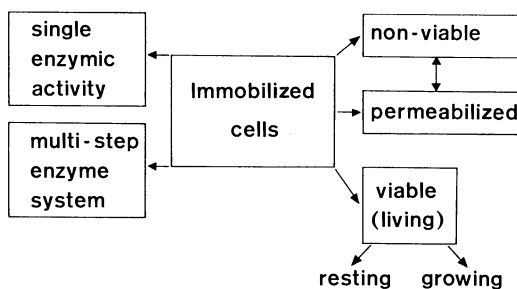 single
enzymic
activity
multi-step
enzyme
system
Immobilized
cells
non-viable
permeabilized
viable
(living)
resting growing